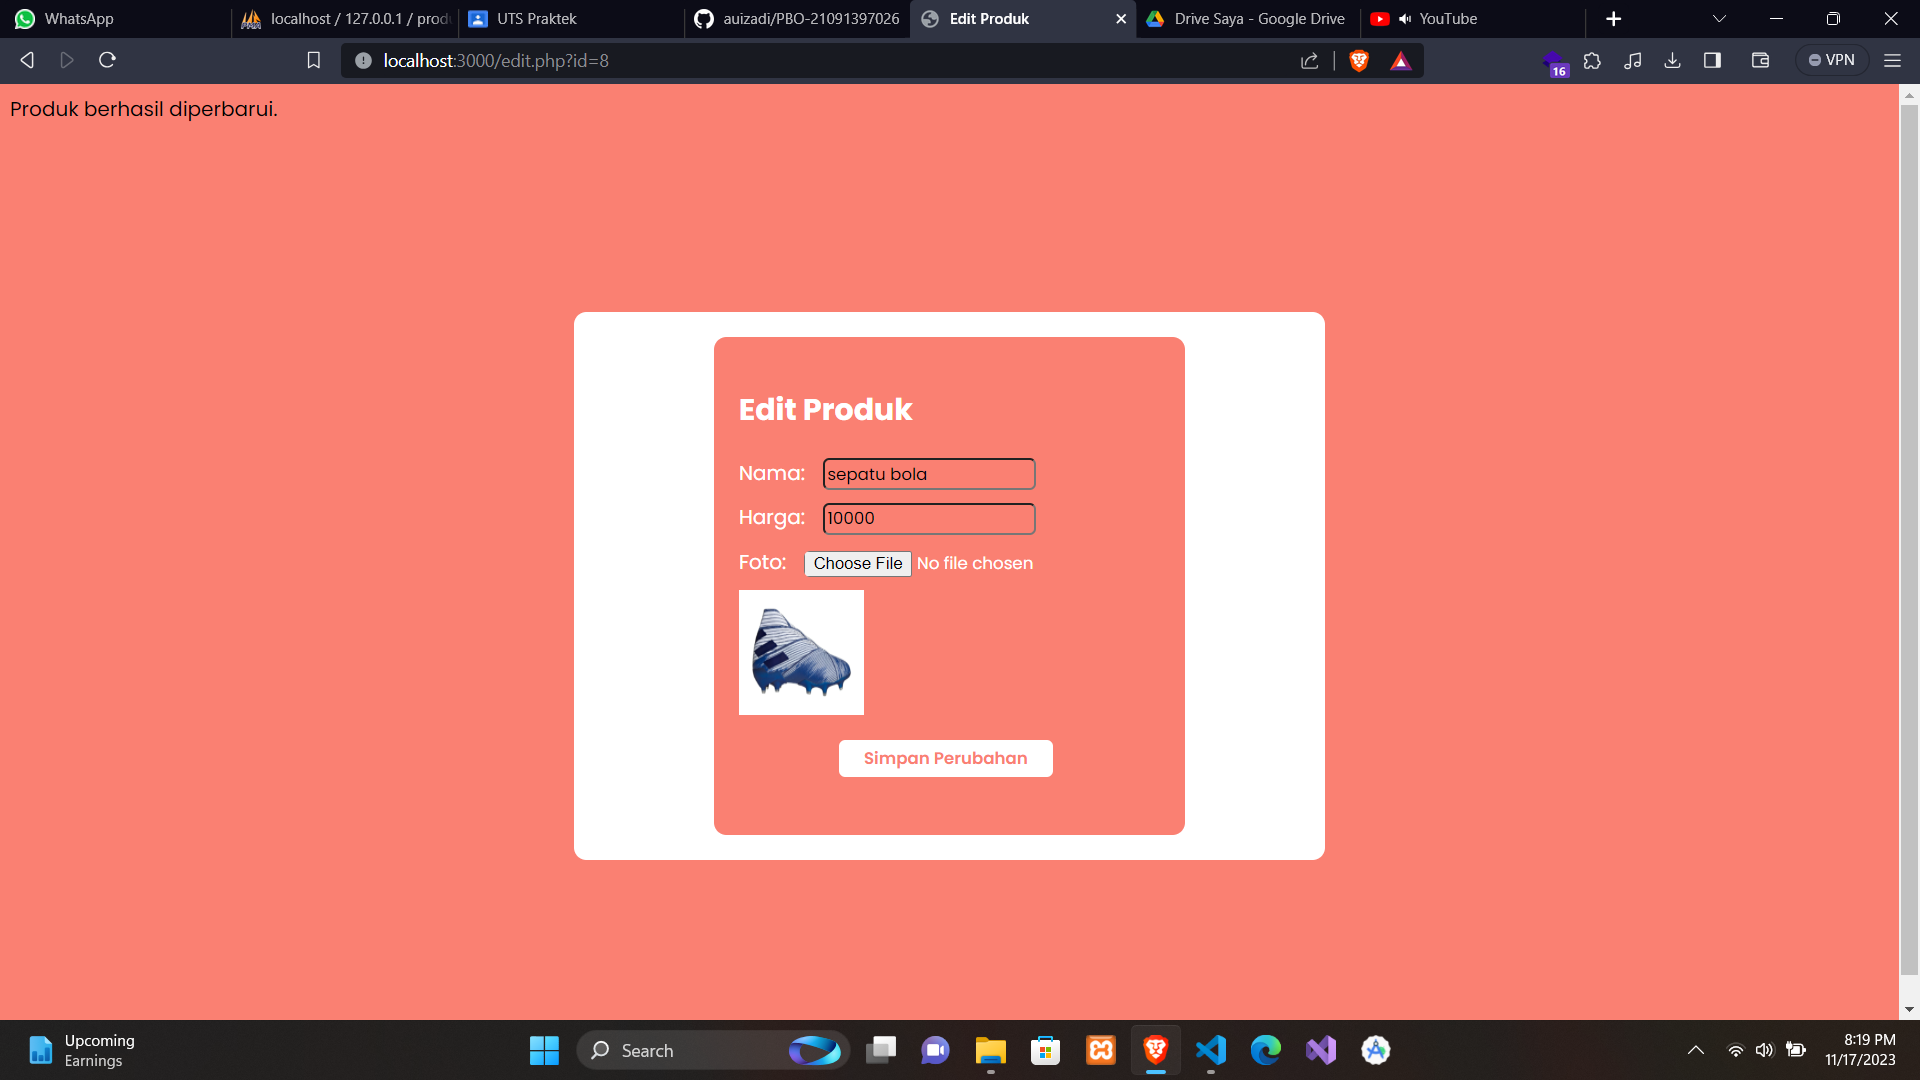 WhatsApp
localhost / 127.0.0.1 / produ
UTS Praktek
auizadi/PBO-21091397026
Edit Produk
Drive Saya - Google Drive
YouTube
localhost:3000/edit.php?id=8
16
VPN
Produk berhasil diperbarui.
Edit Produk
Nama: sepatu bola
Harga: 10000
Foto: Choose File No file chosen
Simpan Perubahan
Upcoming
Earnings
Search
8:19 PM
11/17/2023